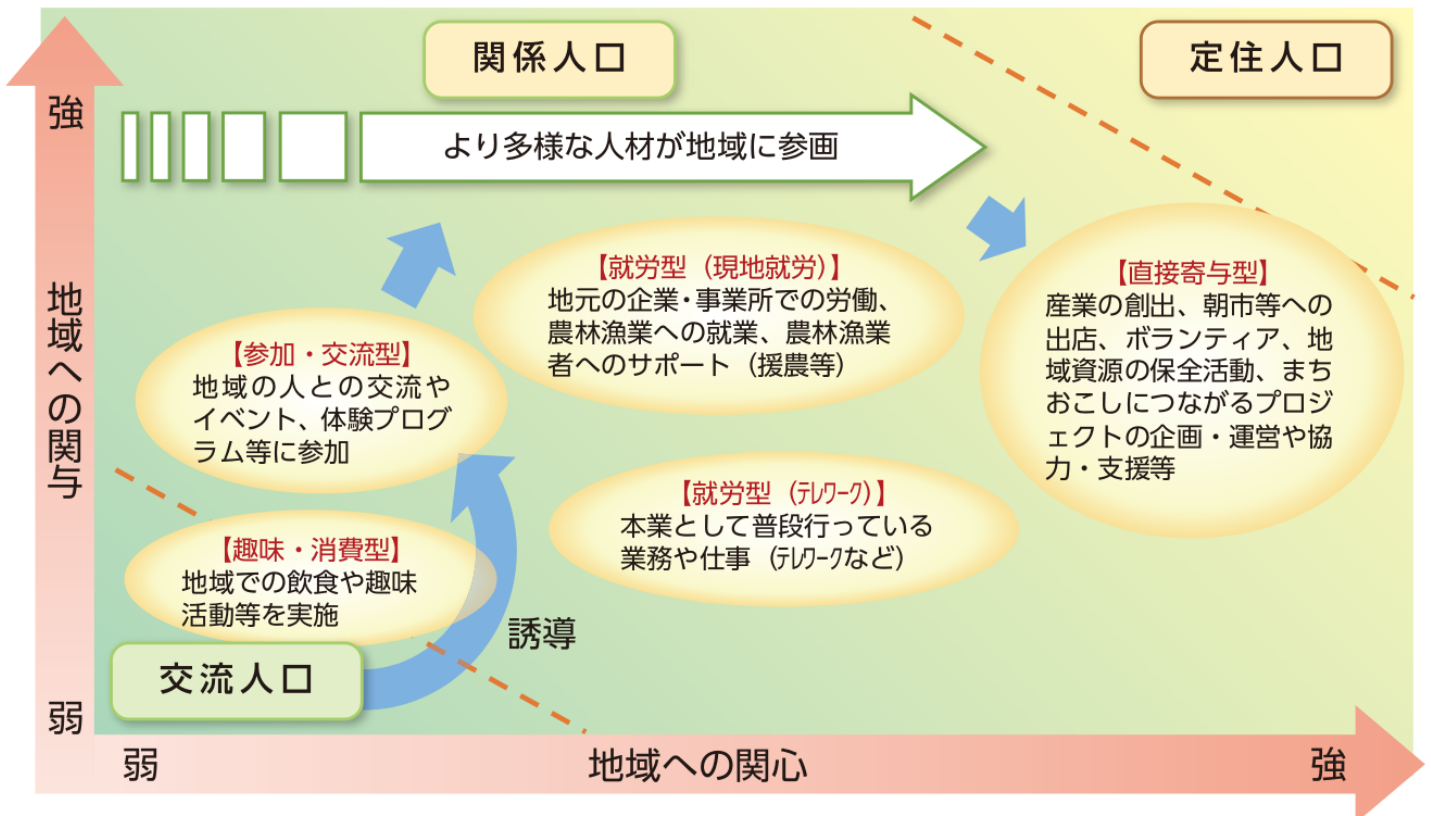 関係人口
定住人口
強
より多様な人材が地域に参画
【就労型（現地就労）】
地元の企業・事業所での労働、
農林漁業への就業、農林漁業
者へのサポート（援農等）
【直接寄与型】
産業の創出、朝市等への
出店、ボランティア、地
域資源の保全活動、まち
おこしにつながるプロジ
ェクトの企画・運営や協
力・支援等
地域への関与
【参加・交流型】
地域の人との交流や
イベント、体験プログ
ラム等に参加
【就労型（ﾃﾚﾜｰｸ）】
本業として普段行っている
業務や仕事（ﾃﾚﾜｰｸなど）
【趣味・消費型】
地域での飲食や趣味
活動等を実施
誘導
交流人口
弱
弱
地域への関心
強